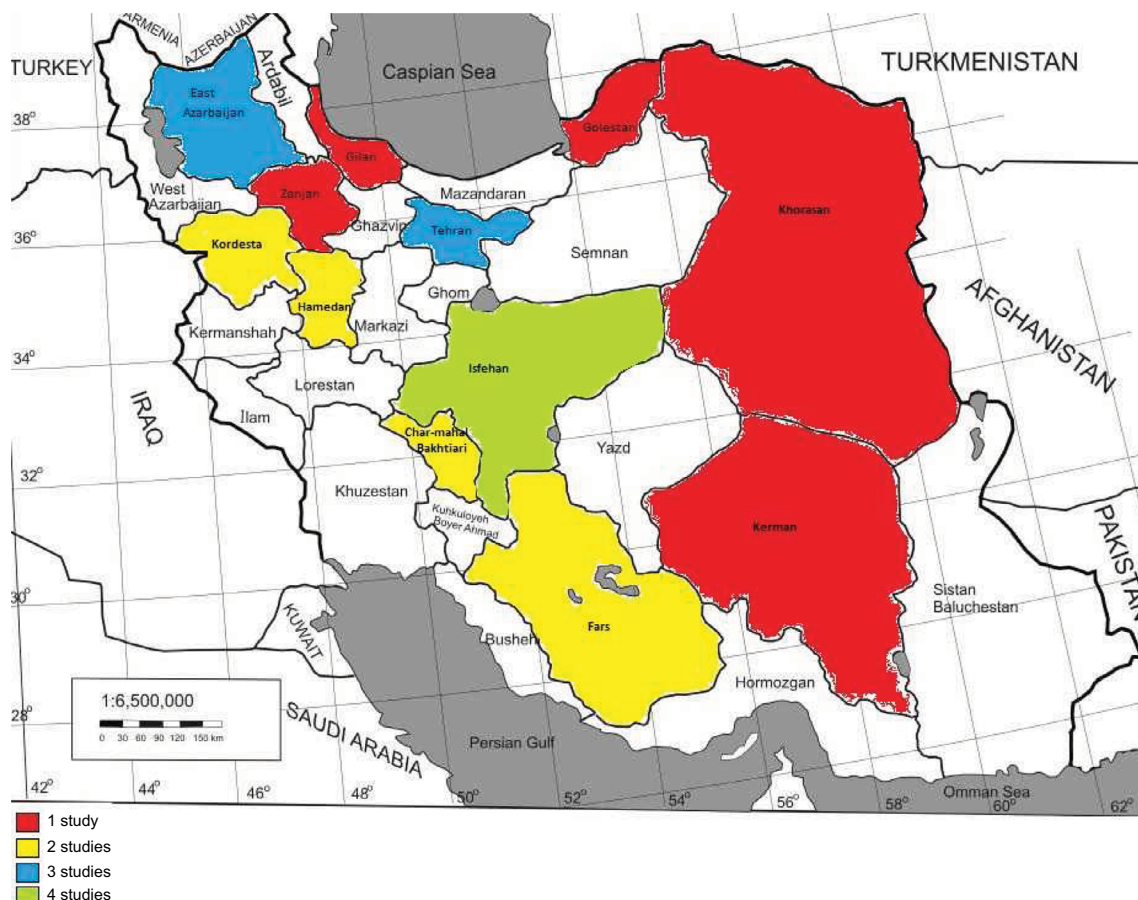 ARMENIA
AZERBAIJAN
TURKEY
Caspian Sea
TURKMENISTAN
Ardabil
East
Azarbaijan
38°
Golestan
Gilan
West
Azarbaijan
Zanjan
Mazandaran
Khorasan
36°
Kordesta
Ghazvin
Tehran
Semnan
Hamedan
Ghom
AFGHANISTAN
Kermanshah
Markazi
34°
Isfehan
Lorestan
IRAQ
Ilam
Char-mahal
Bakhtiari
Yazd
32°
Khuzestan
Kuhkuloyeh
Boyer Ahmad
Kerman
PAKISTAN
30°
Sistan
Baluchestan
KUWAIT
Busheh
Fars
Hormozgan
1:6,500,000
0 30 60 90 120 150 km
28°
SAUDI ARABIA
Persian Gulf
Omman Sea
42° 44° 46° 48° 50° 52° 54° 56° 58° 60° 62°
1 study
2 studies
3 studies
4 studies